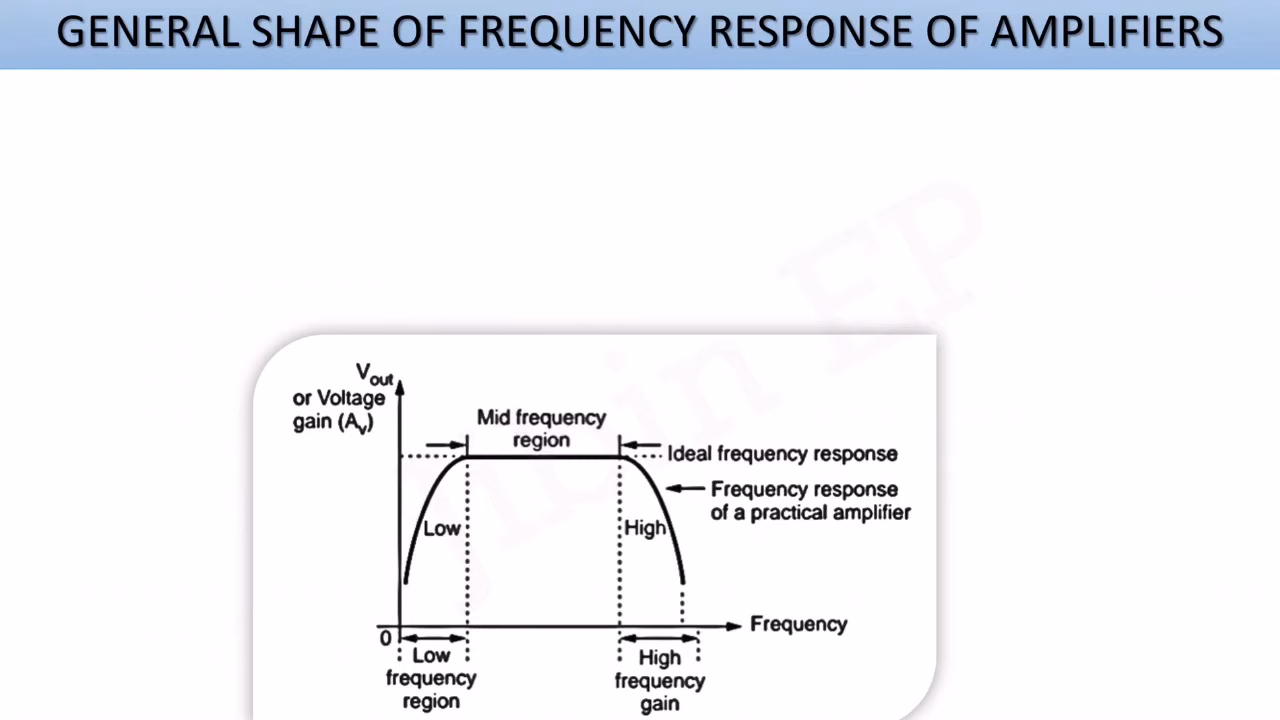 GENERAL SHAPE OF FREQUENCY RESPONSE OF AMPLIFIERS
Vout
or Voltage
gain (Av)
Mid frequency
region
Ideal frequency response
Frequency response
of a practical amplifier
Low
High
0
Frequency
Low
frequency
region
High
frequency
gain
EP